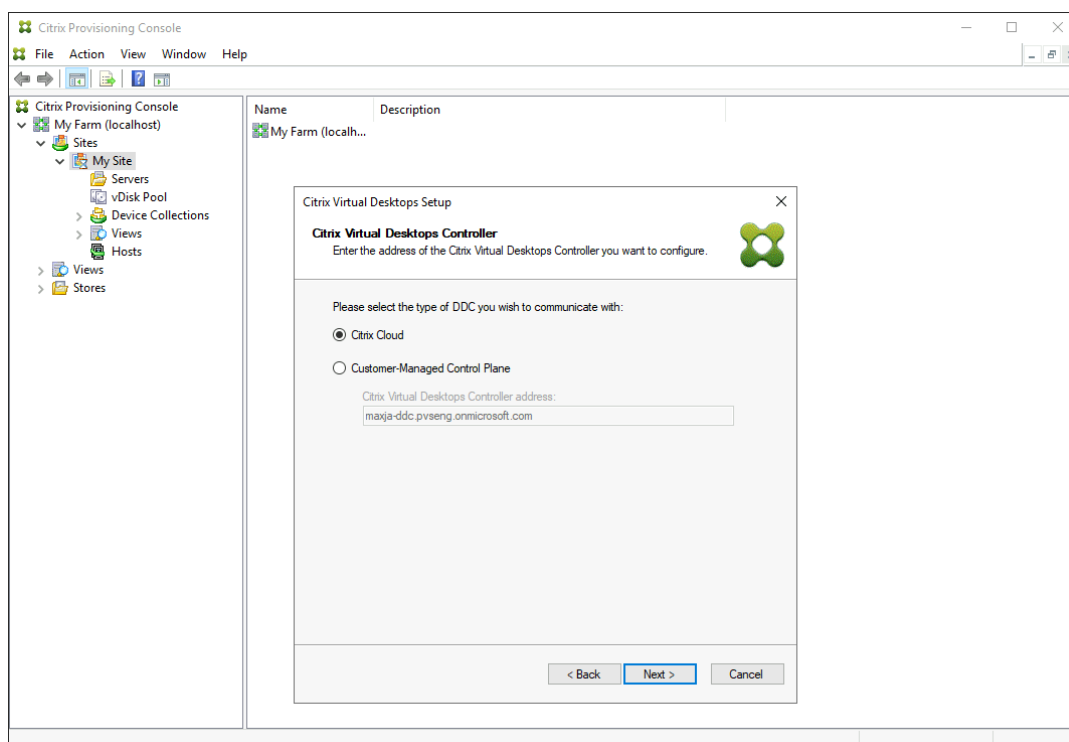 Citrix Provisioning Console
File Action View Window Help
Citrix Provisioning Console
My Farm (localhost)
Sites
My Site
Servers
vDisk Pool
Device Collections
Views
Hosts
Views
Stores
Name Description
My Farm (localh...
Citrix Virtual Desktops Setup
Citrix Virtual Desktops Controller
Enter the address of the Citrix Virtual Desktops Controller you want to configure.
Please select the type of DDC you wish to communicate with:
Citrix Cloud
Customer-Managed Control Plane
Citrix Virtual Desktops Controller address:
maxja-ddc.pvseng.onmicrosoft.com
< Back Next > Cancel